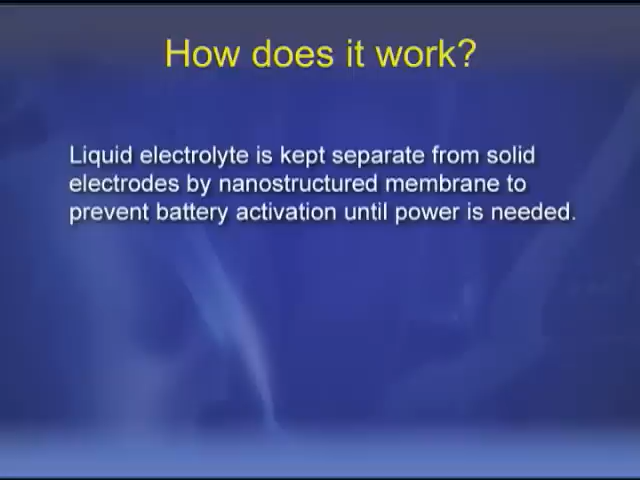 How does it work?
Liquid electrolyte is kept separate from solid
electrodes by nanostructured membrane to
prevent battery activation until power is needed.